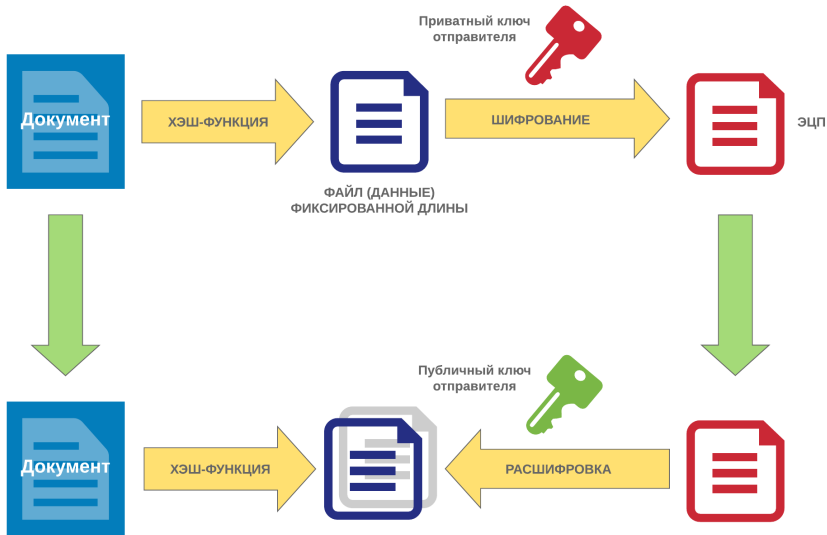 Приватный ключ
отправителя
Документ
ХЭШ-ФУНКЦИЯ
ШИФРОВАНИЕ
ЭЦП
ФАЙЛ (ДАННЫЕ)
ФИКСИРОВАННОЙ ДЛИНЫ
Публичный ключ
отправителя
Документ
ХЭШ-ФУНКЦИЯ
РАСШИФРОВКА